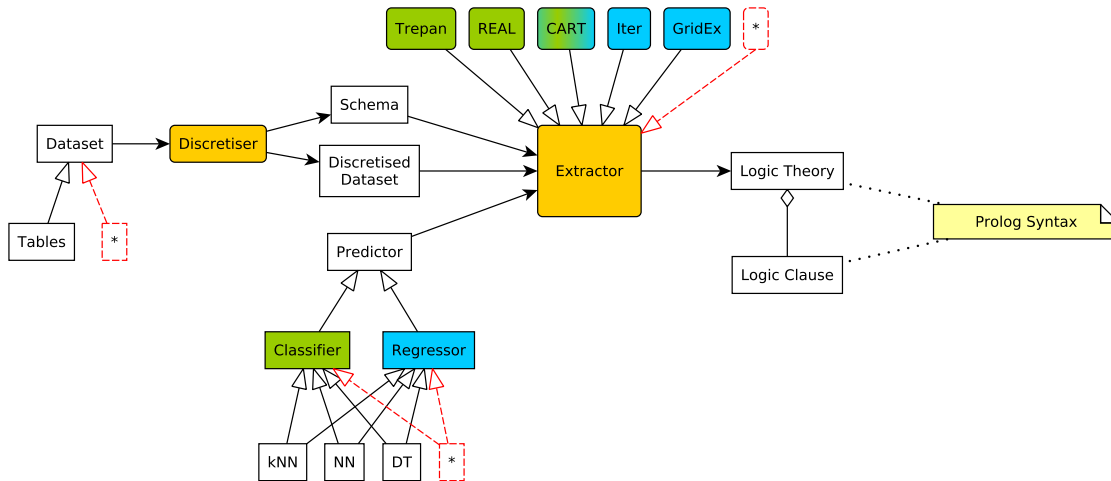 Trepan
REAL
CART
Iter
GridEx
*
Schema
Dataset
Discretiser
Discretised
Dataset
Extractor
Logic Theory
Prolog Syntax
Tables
*
Predictor
Logic Clause
Classifier
Regressor
kNN
NN
DT
*